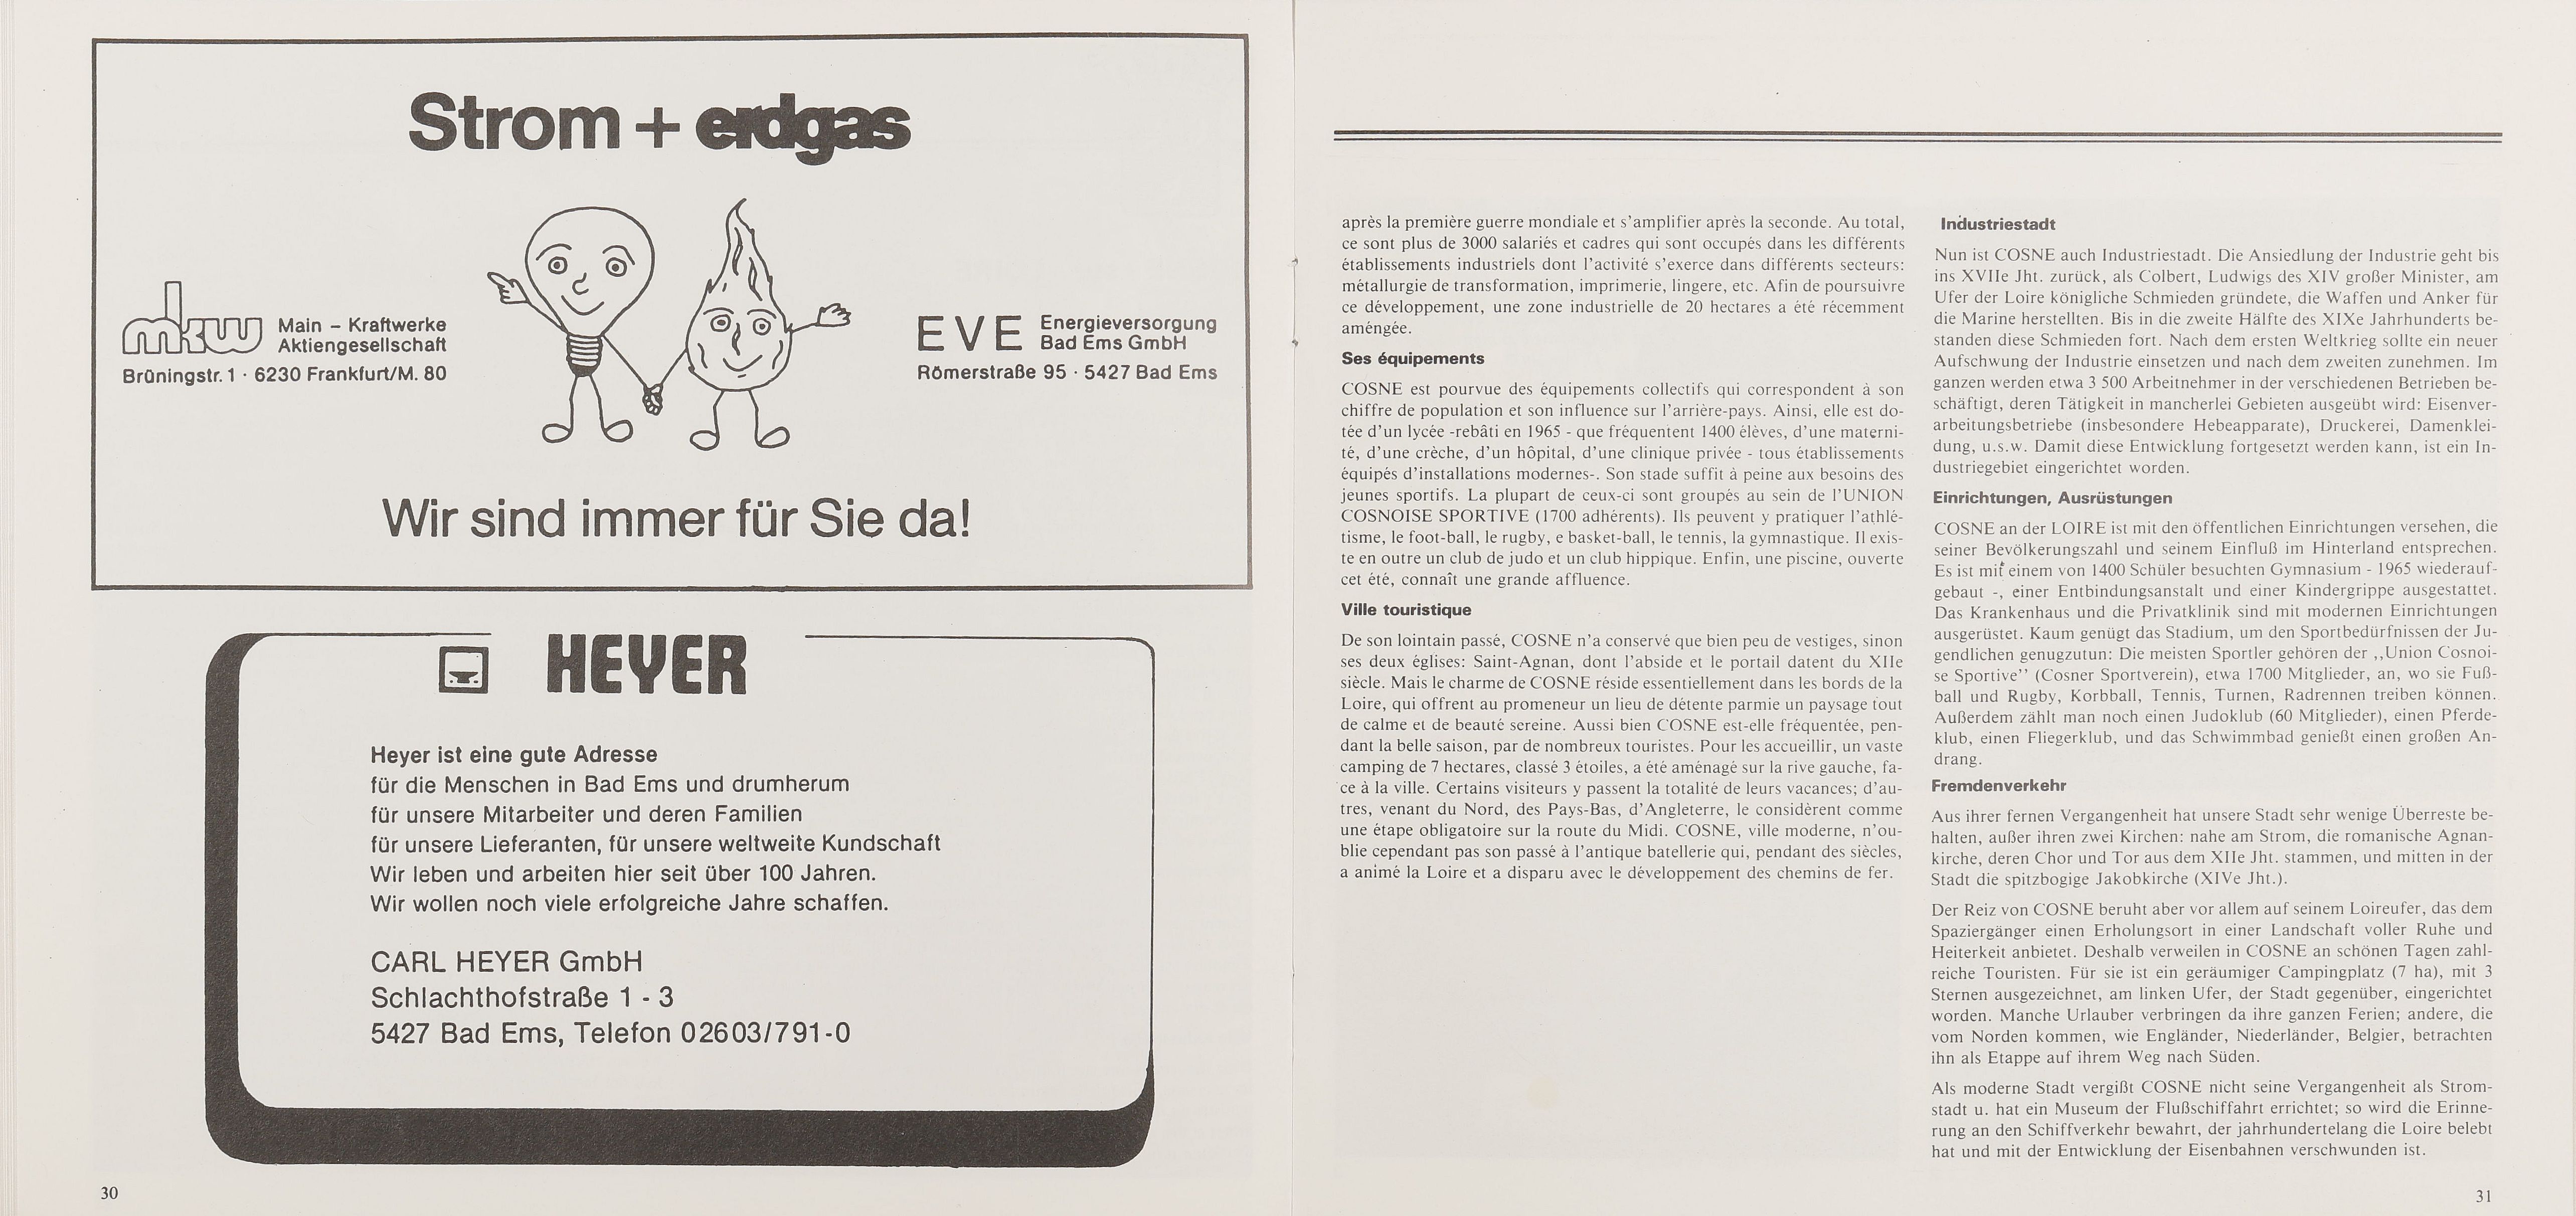 Strom + erdgas
mkw
Main – Kraftwerke
Aktiengesellschaft
Brüningstr. 1 · 6230 Frankfurt/M. 80
EVE
Energieversorgung
Bad Ems GmbH
Römerstraße 95 · 5427 Bad Ems
Wir sind immer für Sie da!
HEYER
Heyer ist eine gute Adresse
für die Menschen in Bad Ems und drumherum
für unsere Mitarbeiter und deren Familien
für unsere Lieferanten, für unsere weltweite Kundschaft
Wir leben und arbeiten hier seit über 100 Jahren.
Wir wollen noch viele erfolgreiche Jahre schaffen.
CARL HEYER GmbH
Schlachthofstraße 1 - 3
5427 Bad Ems, Telefon 02603/791-0
30
après la première guerre mondiale et s'amplifier après la seconde. Au total,
ce sont plus de 3000 salariés et cadres qui sont occupés dans les différents
établissements industriels dont l'activité s'exerce dans différents secteurs:
métallurgie de transformation, imprimerie, lingere, etc. Afin de poursuivre
ce développement, une zone industrielle de 20 hectares a été récemment
améngée.
Ses équipements
COSNE est pourvue des équipements collectifs qui correspondent à son
chiffre de population et son influence sur l'arrière-pays. Ainsi, elle est do-
tée d'un lycée -rebâti en 1965 - que fréquentent 1400 élèves, d'une materni-
té, d'une crèche, d'un hôpital, d'une clinique privée - tous établissements
équipés d'installations modernes-. Son stade suffit à peine aux besoins des
jeunes sportifs. La plupart de ceux-ci sont groupés au sein de l'UNION
COSNOISE SPORTIVE (1700 adhérents). Ils peuvent y pratiquer l'athlé-
tisme, le foot-ball, le rugby, e basket-ball, le tennis, la gymnastique. Il exis-
te en outre un club de judo et un club hippique. Enfin, une piscine, ouverte
cet été, connaît une grande affluence.
Ville touristique
De son lointain passé, COSNE n'a conservé que bien peu de vestiges, sinon
ses deux églises: Saint-Agnan, dont l'abside et le portail datent du XIIe
siècle. Mais le charme de COSNE réside essentiellement dans les bords de la
Loire, qui offrent au promeneur un lieu de détente parmie un paysage tout
de calme et de beauté sereine. Aussi bien COSNE est-elle fréquentée, pen-
dant la belle saison, par de nombreux touristes. Pour les accueillir, un vaste
camping de 7 hectares, classé 3 étoiles, a été aménagé sur la rive gauche, fa-
ce à la ville. Certains visiteurs y passent la totalité de leurs vacances; d'au-
tres, venant du Nord, des Pays-Bas, d'Angleterre, le considèrent comme
une étape obligatoire sur la route du Midi. COSNE, ville moderne, n'ou-
blie cependant pas son passé à l'antique batellerie qui, pendant des siècles,
a animé la Loire et a disparu avec le développement des chemins de fer.
Industriestadt
Nun ist COSNE auch Industriestadt. Die Ansiedlung der Industrie geht bis
ins XVIIe Jht. zurück, als Colbert, Ludwigs des XIV großer Minister, am
Ufer der Loire königliche Schmieden gründete, die Waffen und Anker für
die Marine herstellten. Bis in die zweite Hälfte des XIXe Jahrhunderts be-
standen diese Schmieden fort. Nach dem ersten Weltkrieg sollte ein neuer
Aufschwung der Industrie einsetzen und nach dem zweiten zunehmen. Im
ganzen werden etwa 3 500 Arbeitnehmer in der verschiedenen Betrieben be-
schäftigt, deren Tätigkeit in mancherlei Gebieten ausgeübt wird: Eisenver-
arbeitungsbetriebe (insbesondere Hebeapparate), Druckerei, Damenklei-
dung, u.s.w. Damit diese Entwicklung fortgesetzt werden kann, ist ein In-
dustriegebiet eingerichtet worden.
Einrichtungen, Ausrüstungen
COSNE an der LOIRE ist mit den öffentlichen Einrichtungen versehen, die
seiner Bevölkerungszahl und seinem Einfluß im Hinterland entsprechen.
Es ist mit einem von 1400 Schüler besuchten Gymnasium - 1965 wiederauf-
gebaut -, einer Entbindungsanstalt und einer Kindergrippe ausgestattet.
Das Krankenhaus und die Privatklinik sind mit modernen Einrichtungen
ausgerüstet. Kaum genügt das Stadium, um den Sportbedürfnissen der Ju-
gendlichen genugzutun: Die meisten Sportler gehören der ,,Union Cosnoi-
se Sportive'' (Cosner Sportverein), etwa 1700 Mitglieder, an, wo sie Fuß-
ball und Rugby, Korbball, Tennis, Turnen, Radrennen treiben können.
Außerdem zählt man noch einen Judoklub (60 Mitglieder), einen Pferde-
klub, einen Fliegerklub, und das Schwimmbad genießt einen großen An-
drang.
Fremdenverkehr
Aus ihrer fernen Vergangenheit hat unsere Stadt sehr wenige Überreste be-
halten, außer ihren zwei Kirchen: nahe am Strom, die romanische Agnan-
kirche, deren Chor und Tor aus dem XIIe Jht. stammen, und mitten in der
Stadt die spitzbogige Jakobkirche (XIVe Jht.).
Der Reiz von COSNE beruht aber vor allem auf seinem Loireufer, das dem
Spaziergänger einen Erholungsort in einer Landschaft voller Ruhe und
Heiterkeit anbietet. Deshalb verweilen in COSNE an schönen Tagen zahl-
reiche Touristen. Für sie ist ein geräumiger Campingplatz (7 ha), mit 3
Sternen ausgezeichnet, am linken Ufer, der Stadt gegenüber, eingerichtet
worden. Manche Urlauber verbringen da ihre ganzen Ferien; andere, die
vom Norden kommen, wie Engländer, Niederländer, Belgier, betrachten
ihn als Etappe auf ihrem Weg nach Süden.
Als moderne Stadt vergißt COSNE nicht seine Vergangenheit als Strom-
stadt u. hat ein Museum der Flußschiffahrt errichtet; so wird die Erinne-
rung an den Schiffverkehr bewahrt, der jahrhundertelang die Loire belebt
hat und mit der Entwicklung der Eisenbahnen verschwunden ist.
31